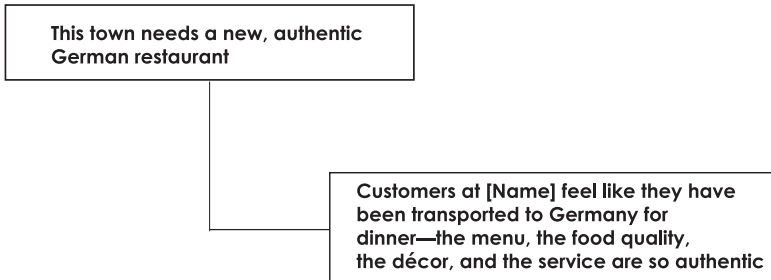 This town needs a new, authentic
German restaurant
Customers at [Name] feel like they have
been transported to Germany for
dinner—the menu, the food quality,
the décor, and the service are so authentic